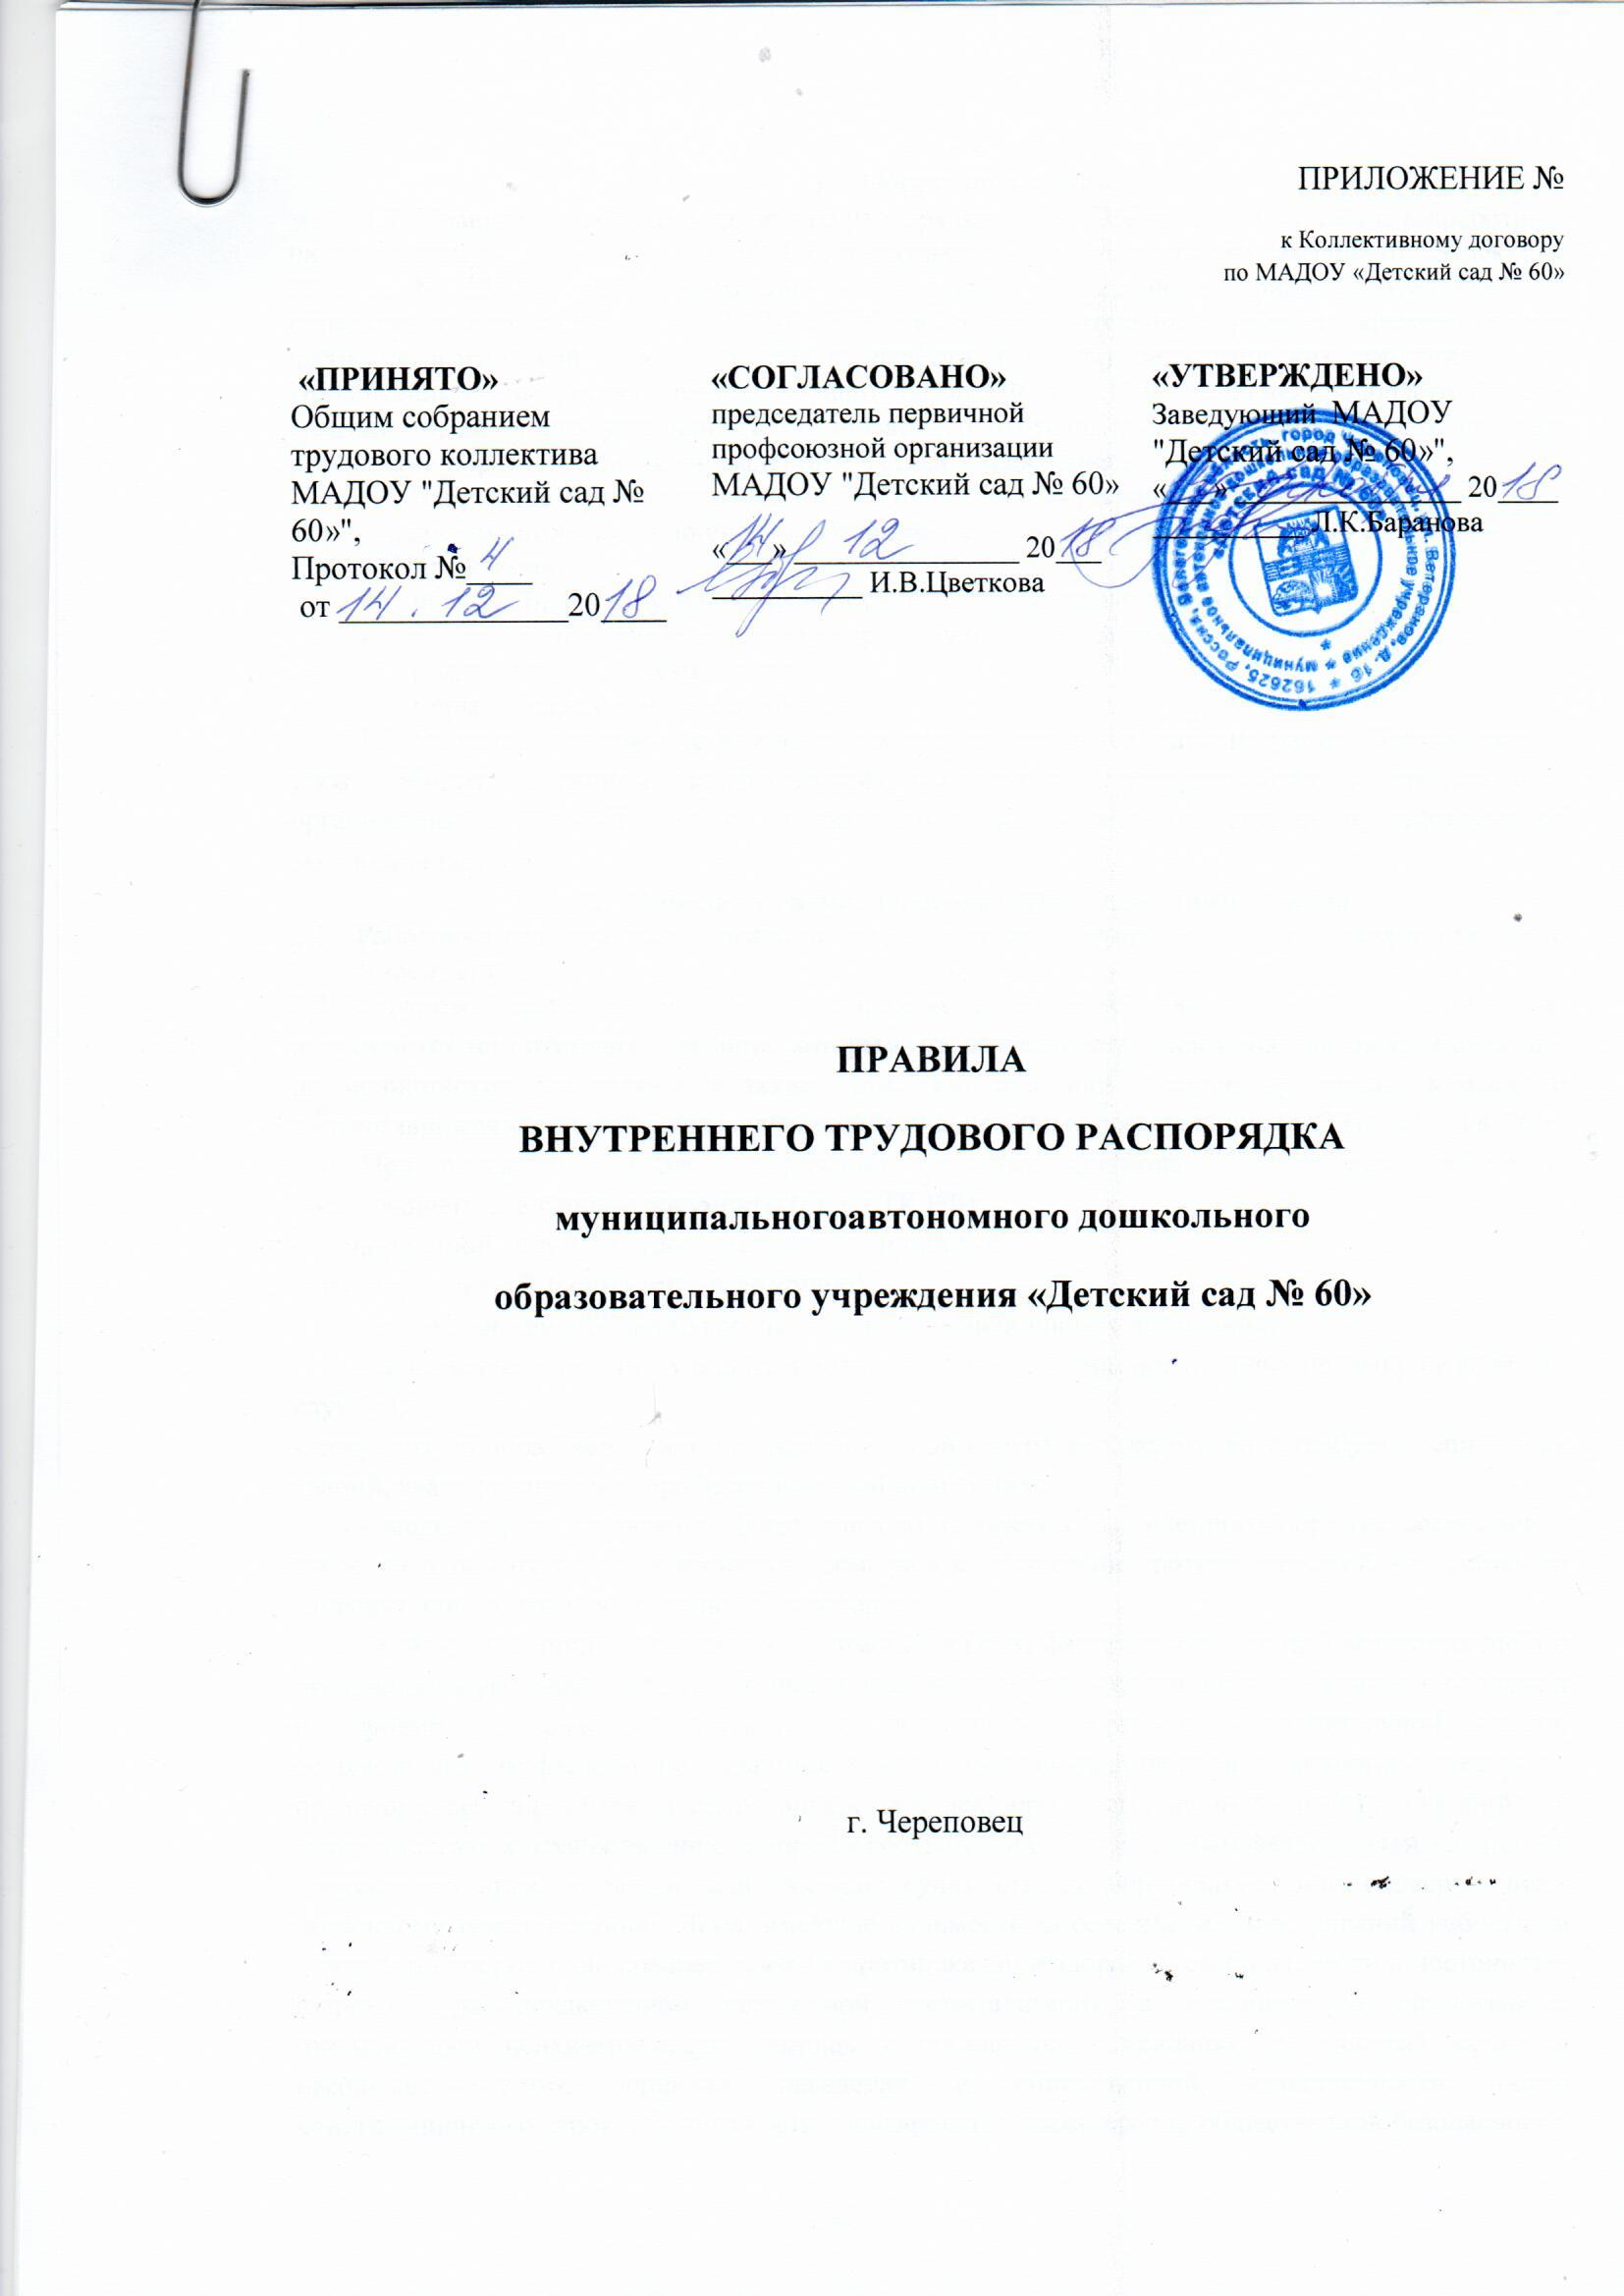 ПРИЛОЖЕНИЕ №
к Коллективному договору
по МАДОУ «Детский сад № 60»
«ПРИНЯТО»
Общим собранием
трудового коллектива
МАДОУ "Детский сад №
60»",
Протокол №____ 4
от 14.12 2018
«СОГЛАСОВАНО»
председатель первичной
профсоюзной организации
МАДОУ "Детский сад № 60»
«14» 12 2018
И.В.Цветкова
«УТВЕРЖДЕНО»
Заведующий МАДОУ
"Детский сад № 60»",
« » 2018
Л.К.Баранова
ПРАВИЛА
ВНУТРЕННЕГО ТРУДОВОГО РАСПОРЯДКА
муниципальногоавтономного дошкольного
образовательного учреждения «Детский сад № 60»
г. Череповец